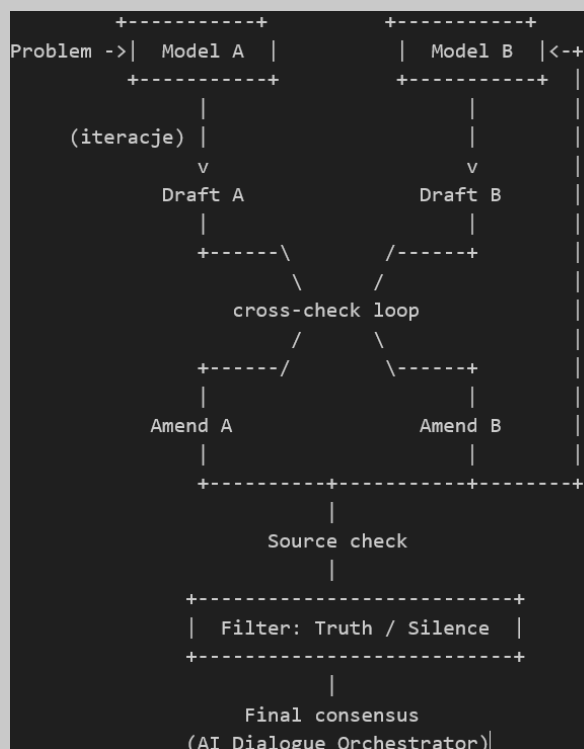 Problem -> Model A Model B <-+
(iteracje)
v v
Draft A Draft B
cross-check loop
Amend A Amend B
Source check
Filter: Truth / Silence
Final consensus
(AI Dialogue Orchestrator)